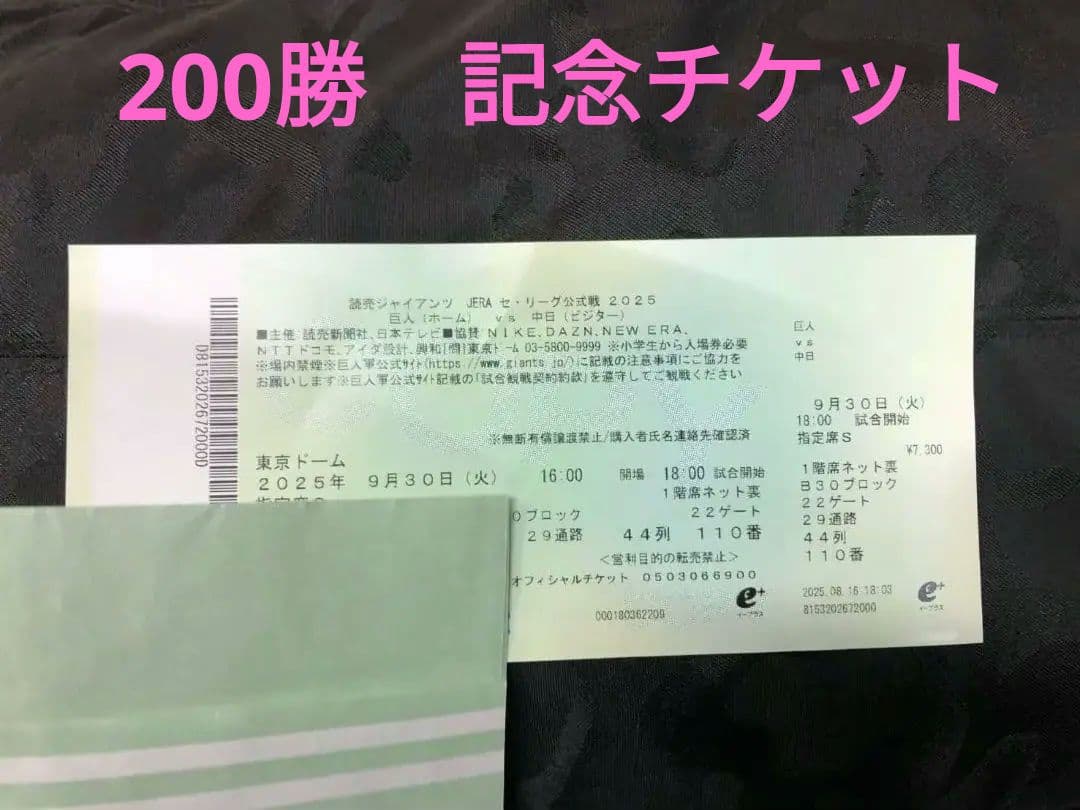 200勝　記念チケット
読売ジャイアンツ　JERA セ・リーグ公式戦 2025
巨人(ホーム)　vs　中日(ビジター)
■主催 読売新聞社、日本テレビ■協賛 NIKE、DAZN、NEW ERA、
NTTドコモ、アイダ設計、興和[問]東京ドーム 03-5800-9999 ※小学生から入場券必要
※場内禁煙※巨人軍公式サイト(https://www.giants.jp/)に記載の注意事項にご協力を
お願いします※巨人軍公式サイト記載の「試合観戦契約約款」を遵守してご観戦ください
※無断有償譲渡禁止/購入者氏名連絡先確認済
東京ドーム
2025年　9月30日(火)　16:00　開場　18:00 試合開始
1階席ネット裏
0ブロック　22ゲート
29通路　44列　110番
＜営利目的の転売禁止＞
オフィシャルチケット　0503066900
000180362209
e+
イープラス
8153202672000
巨人
vs
中日
9月30日(火)
18:00　試合開始
指定席S
¥7,300
1階席ネット裏
B30ブロック
22ゲート
29通路
44列
110番
2025.08.16 18:03
8153202672000
e+
イープラス